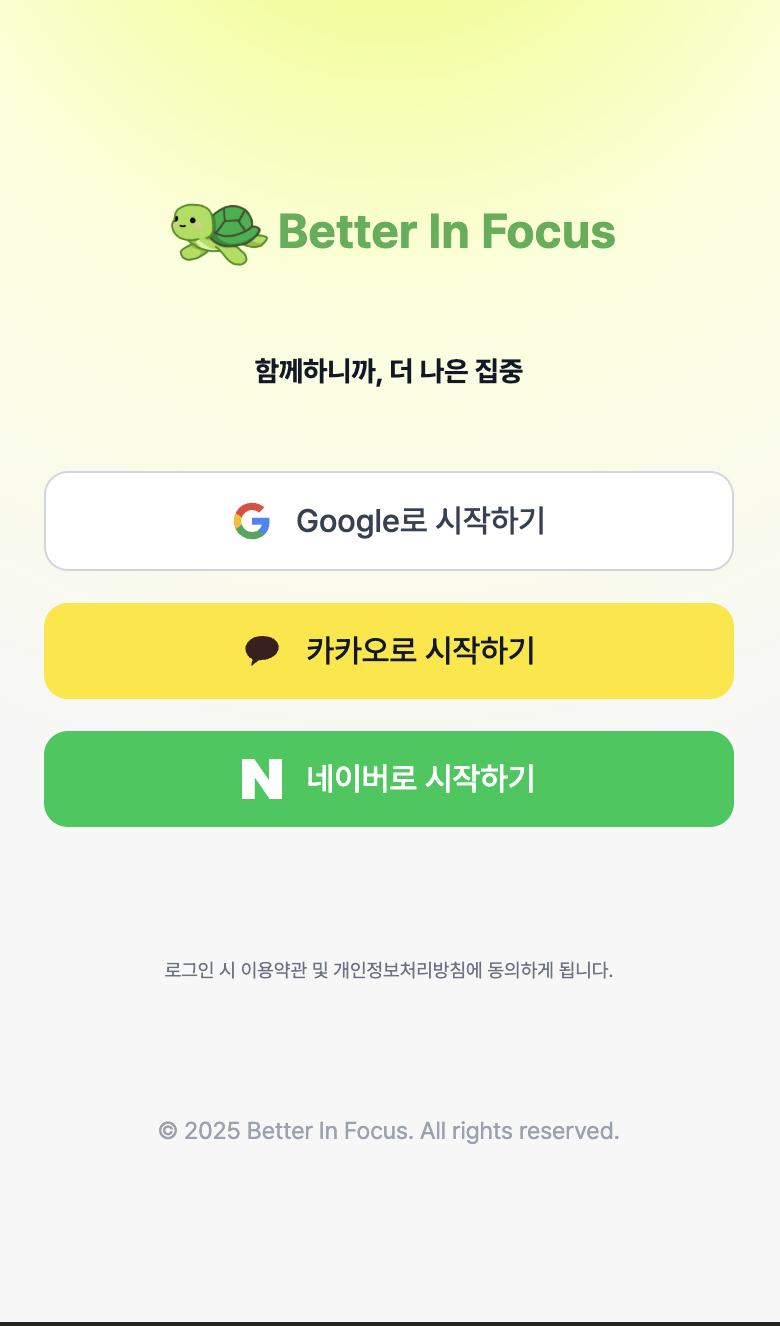 Better In Focus
함께하니까, 더 나은 집중
Google로 시작하기
카카오로 시작하기
네이버로 시작하기
로그인 시 이용약관 및 개인정보처리방침에 동의하게 됩니다.
© 2025 Better In Focus. All rights reserved.